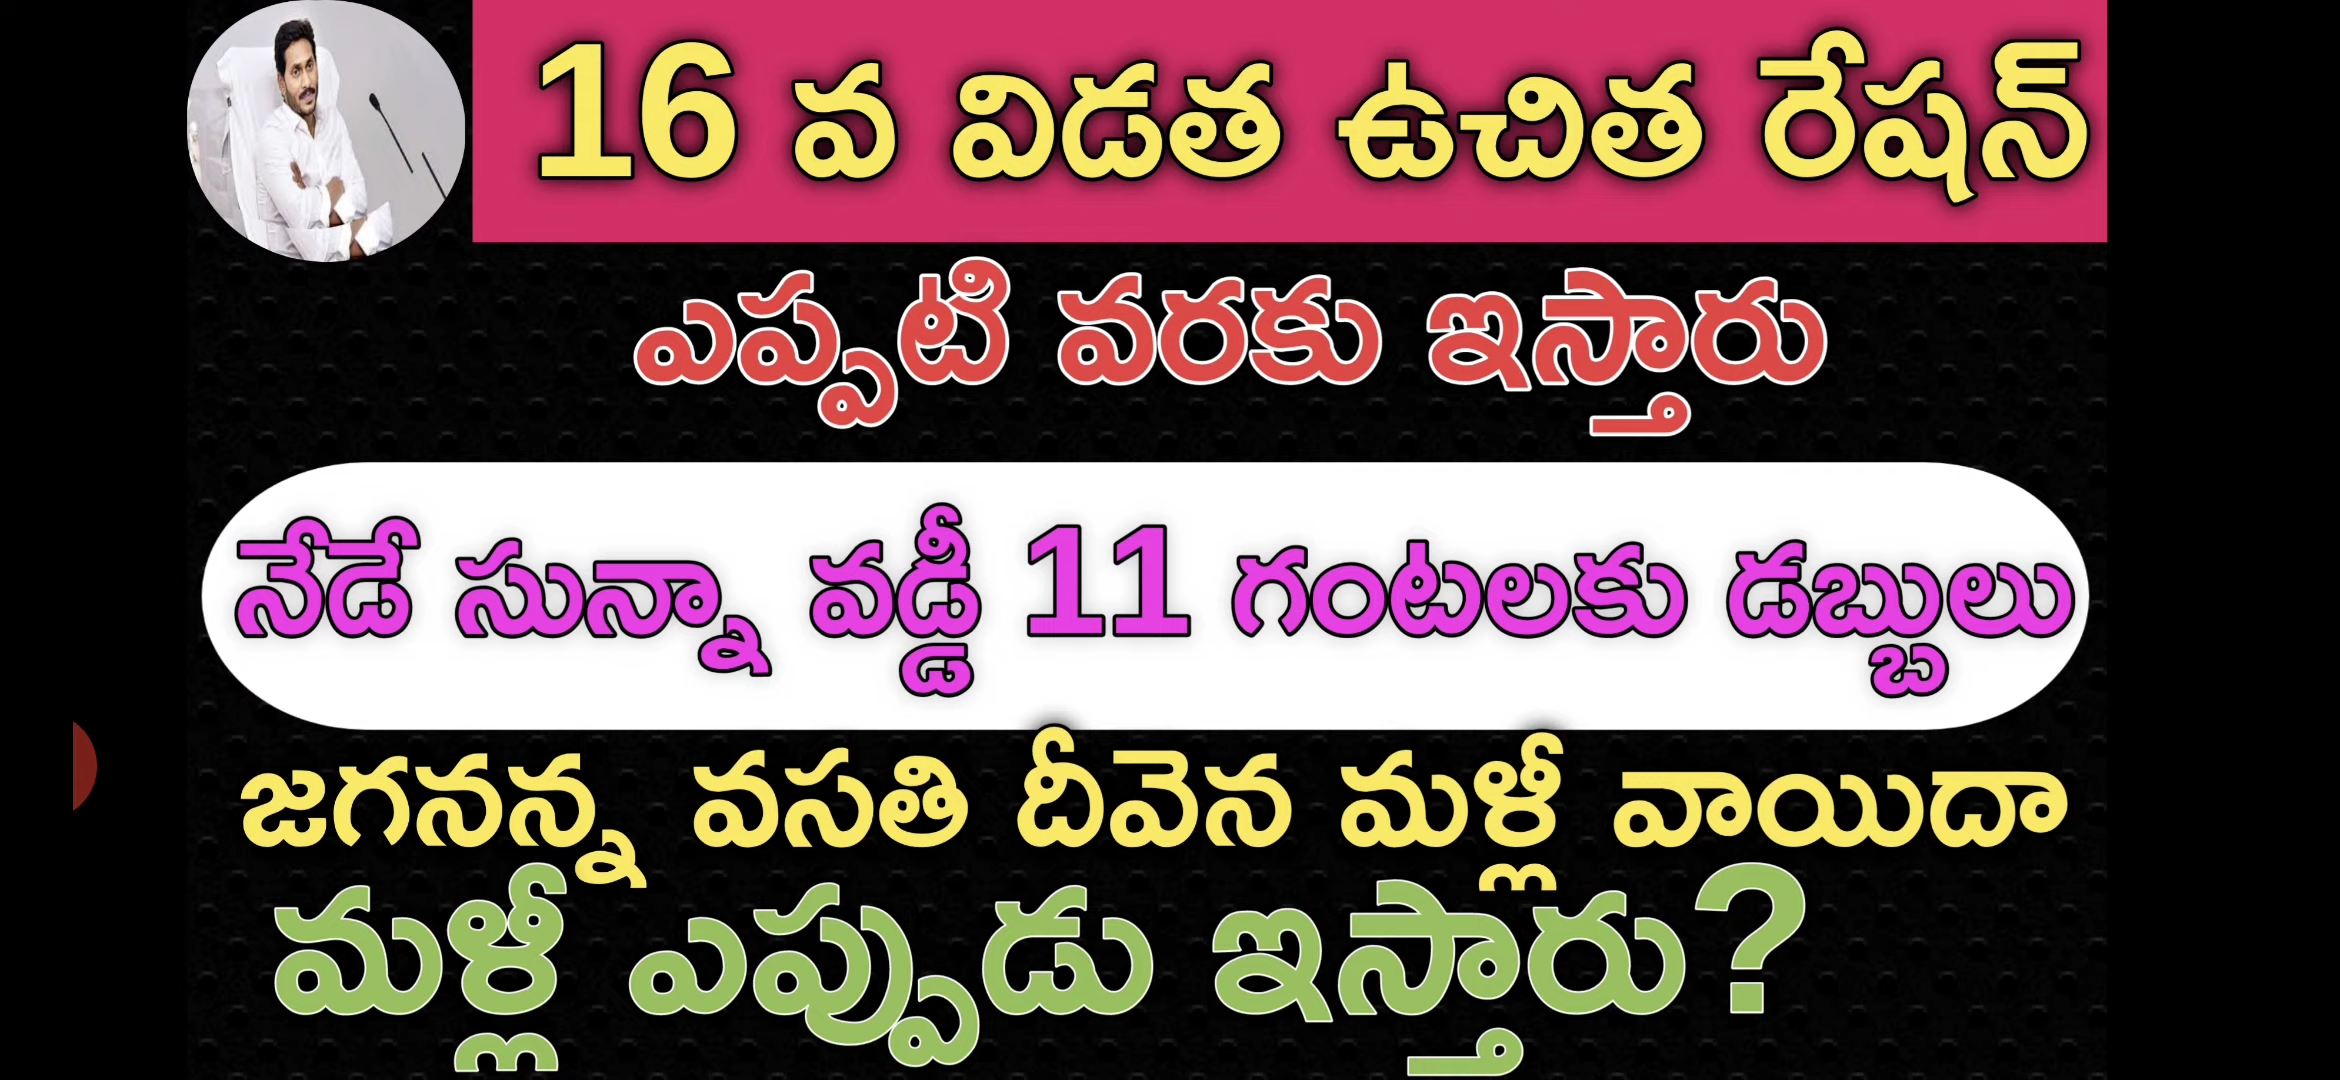 16 వ విడత ఉచిత రేషన్
ఎప్పటి వరకు ఇస్తారు
నేడే సున్నా వడ్డీ 11 గంటలకు డబ్బులు
జగనన్న వసతి దీవెన మళ్లీ వాయిదా
మళ్లీ ఎప్పుడు ఇస్తారు?